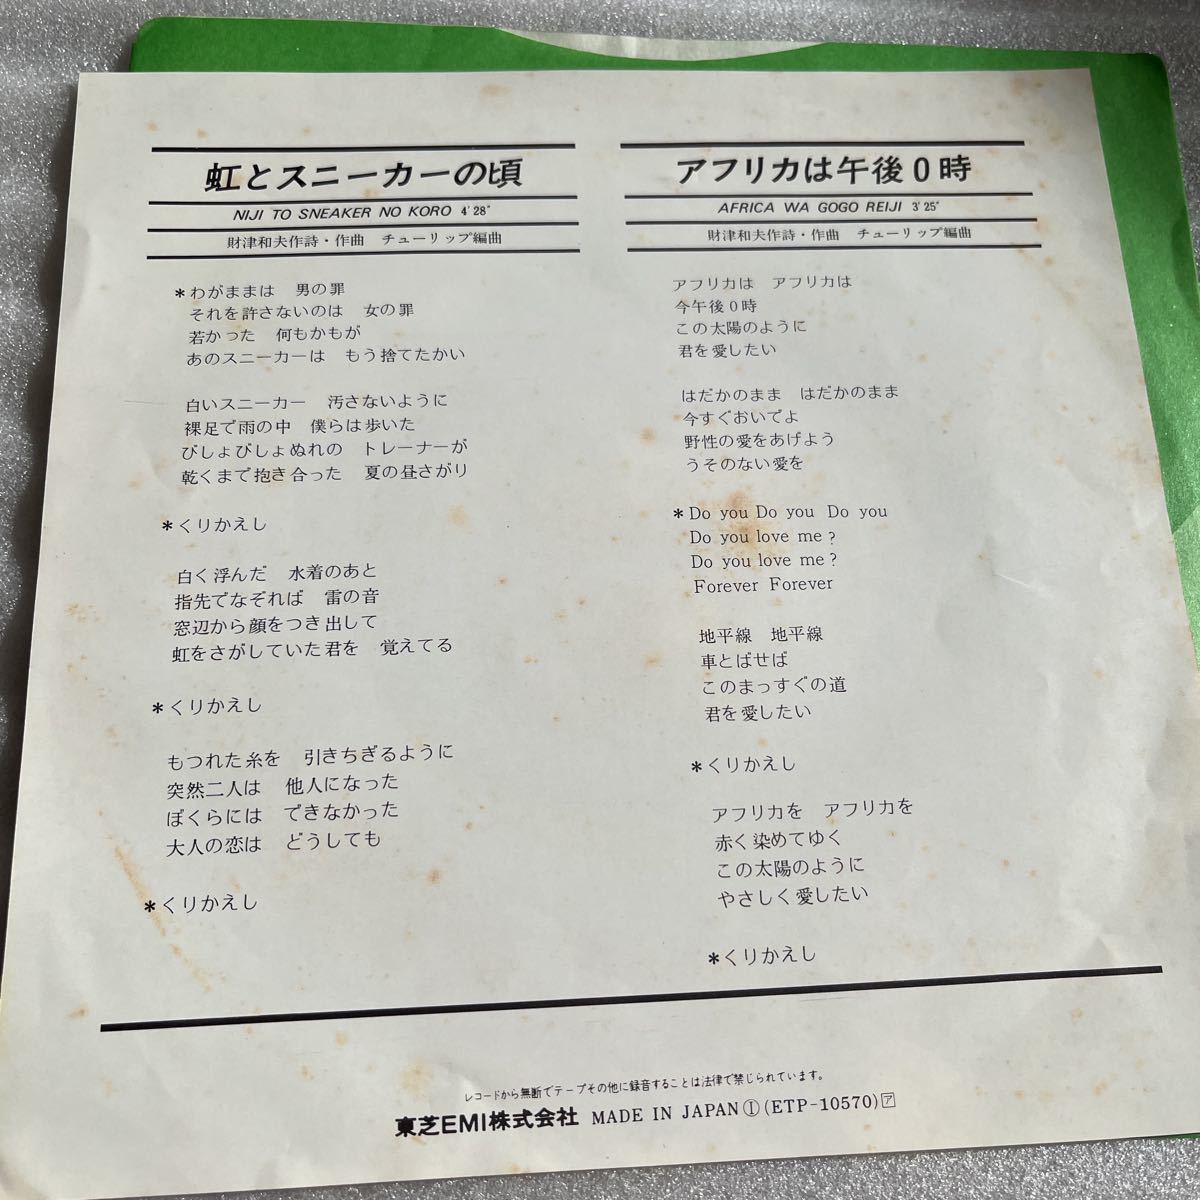 虹とスニーカーの頃
NIJI TO SNEAKER NO KORO 4'28"
財津和夫作詩・作曲　チューリップ編曲
＊わがままは　男の罪
それを許さないのは　女の罪
若かった　何もかもが
あのスニーカーは　もう捨てたかい
白いスニーカー　汚さないように
裸足で雨の中　僕らは歩いた
びしょびしょぬれの　トレーナーが
乾くまで抱き合った　夏の昼さがり
＊くりかえし
白く浮んだ　水着のあと
指先でなぞれば　雷の音
窓辺から顔をつき出して
虹をさがしていた君を　覚えてる
＊くりかえし
もつれた糸を　引きちぎるように
突然二人は　他人になった
ぼくらには　できなかった
大人の恋は　どうしても
＊くりかえし
アフリカは午後0時
AFRICA WA GOGO REIJI 3'25"
財津和夫作詩・作曲　チューリップ編曲
アフリカは　アフリカは
今午後0時
この太陽のように
君を愛したい
はだかのまま　はだかのまま
今すぐおいでよ
野性の愛をあげよう
うそのない愛を
＊Do you Do you Do you
Do you love me?
Do you love me?
Forever Forever
地平線　地平線
車とばせば
このまっすぐの道
君を愛したい
＊くりかえし
アフリカを　アフリカを
赤く染めてゆく
この太陽のように
やさしく愛したい
＊くりかえし
レコードから無断でテープその他に録音することは法律で禁じられています。
東芝EMI株式会社 MADE IN JAPAN Ⓘ (ETP-10570) ア